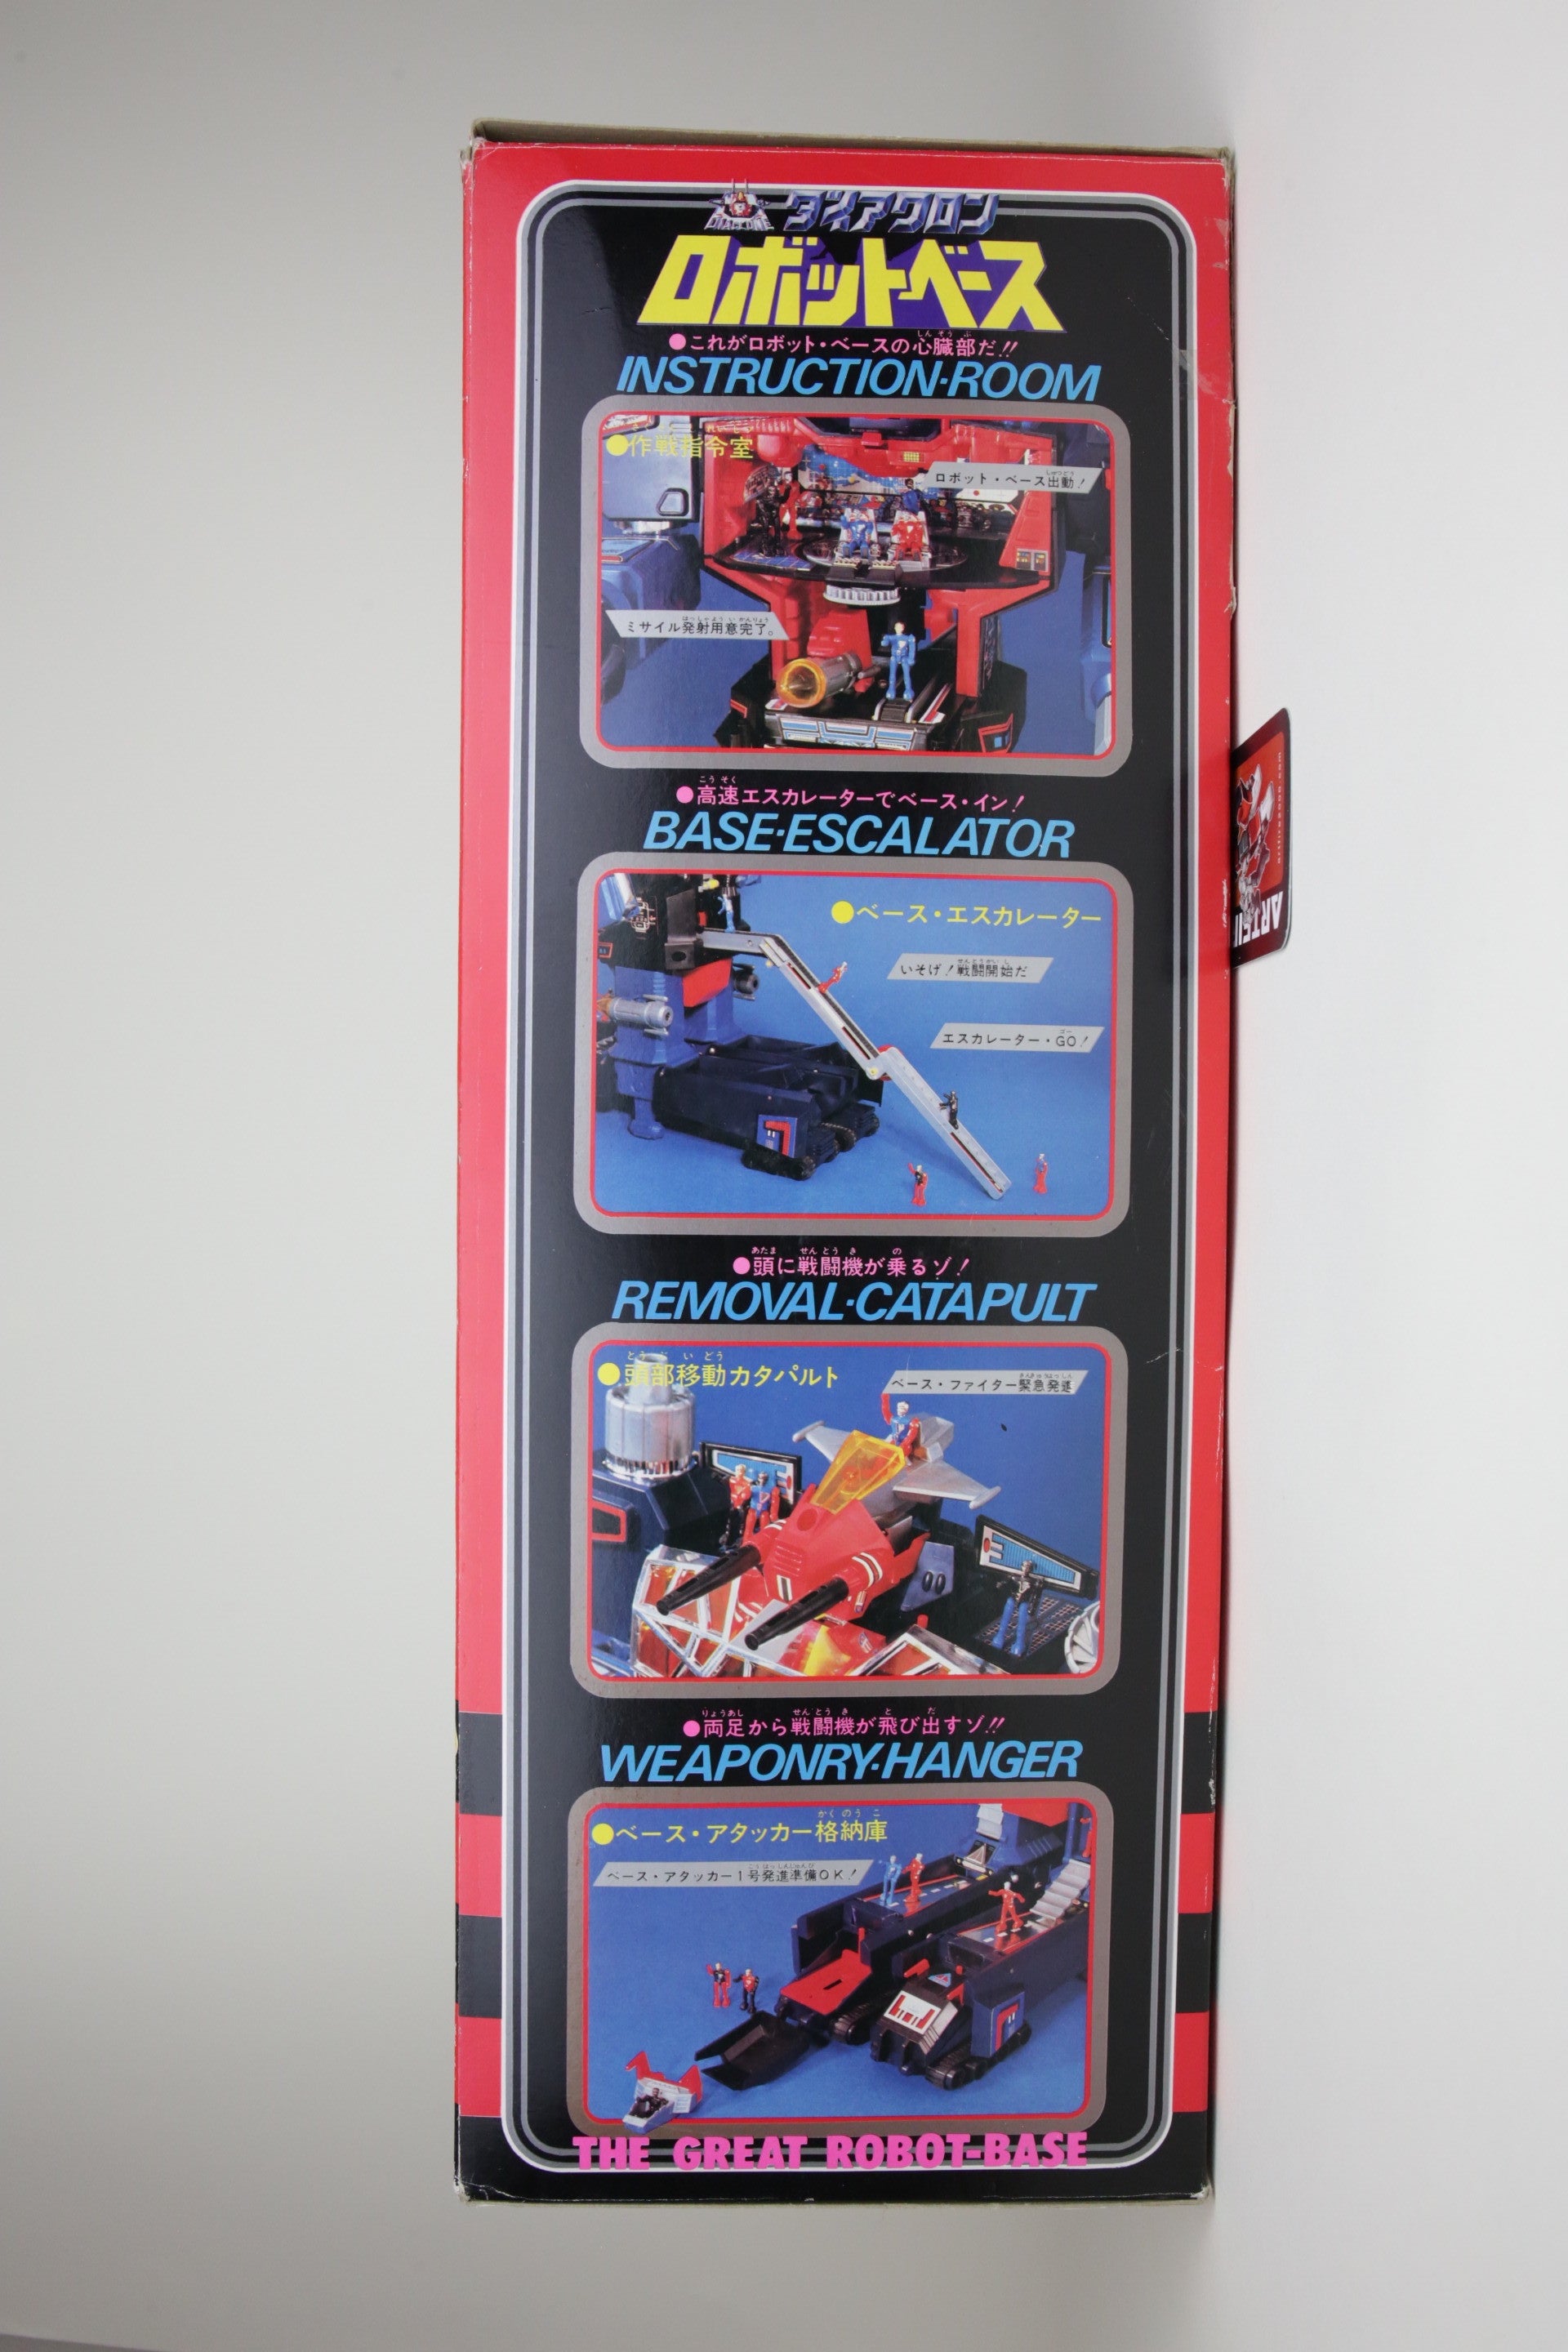 DIACLONE
ダイアクロン
ロボットベース
●これがロボット・ベースの心臓部だ!!
INSTRUCTION·ROOM
●作戦指令室
ロボット・ベース出動!
ミサイル発射用意完了。
●高速エスカレーターでベース・イン!
BASE·ESCALATOR
●ベース・エスカレーター
いそげ!戦闘開始だ
エスカレーター・GO!
●頭に戦闘機が乗るゾ!
REMOVAL·CATAPULT
●頭部移動カタパルト
ベース・ファイター緊急発進
●両足から戦闘機が飛び出すゾ!!
WEAPONRY·HANGER
●ベース・アタッカー格納庫
ベース・アタッカー1号発進準備OK!
THE GREAT ROBOT-BASE